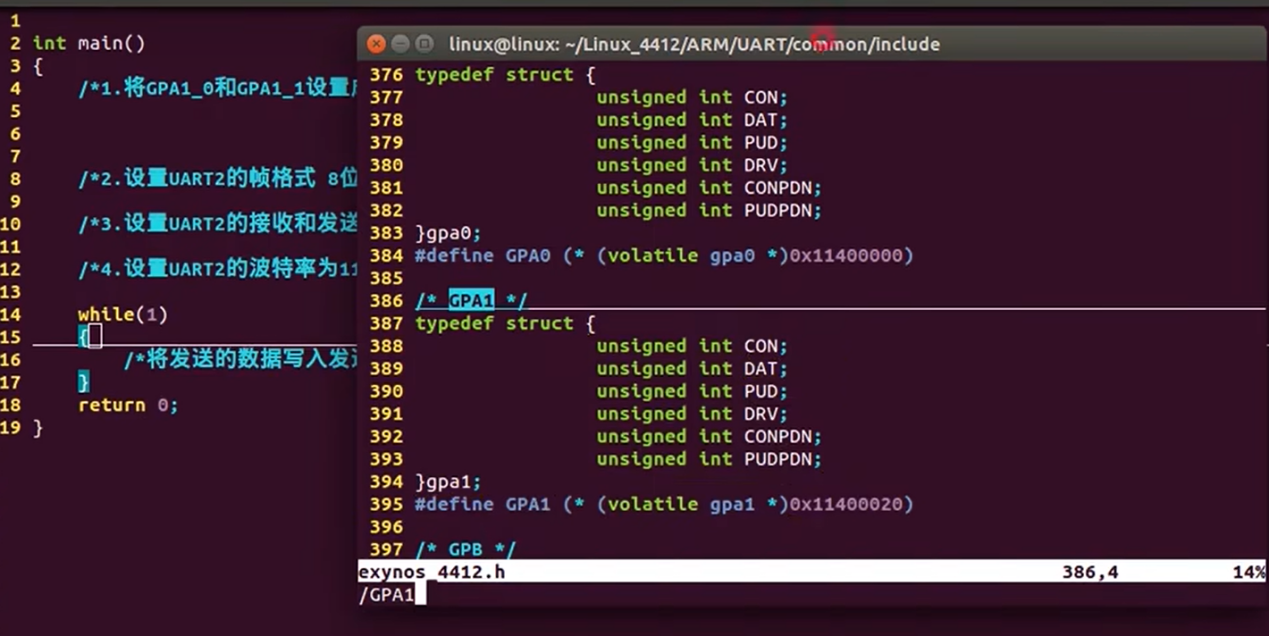 1
2 int main()
3 {
4 /*1.将GPA1_0和GPA1_1设置
5
6
7
8 /*2.设置UART2的帧格式 8位
9
10 /*3.设置UART2的接收和发送
11
12 /*4.设置UART2的波特率为11
13
14 while(1)
15 {
16 /*将发送的数据写入发
17 }
18 return 0;
19 }
linux@linux: ~/Linux_4412/ARM/UART/common/include
376 typedef struct {
377 unsigned int CON;
378 unsigned int DAT;
379 unsigned int PUD;
380 unsigned int DRV;
381 unsigned int CONPDN;
382 unsigned int PUDPDN;
383 }gpa0;
384 #define GPA0 (* (volatile gpa0 *)0x11400000)
385
386 /* GPA1 */
387 typedef struct {
388 unsigned int CON;
389 unsigned int DAT;
390 unsigned int PUD;
391 unsigned int DRV;
392 unsigned int CONPDN;
393 unsigned int PUDPDN;
394 }gpa1;
395 #define GPA1 (* (volatile gpa1 *)0x11400020)
396
397 /* GPB */
exynos_4412.h 386,4 14%
/GPA1